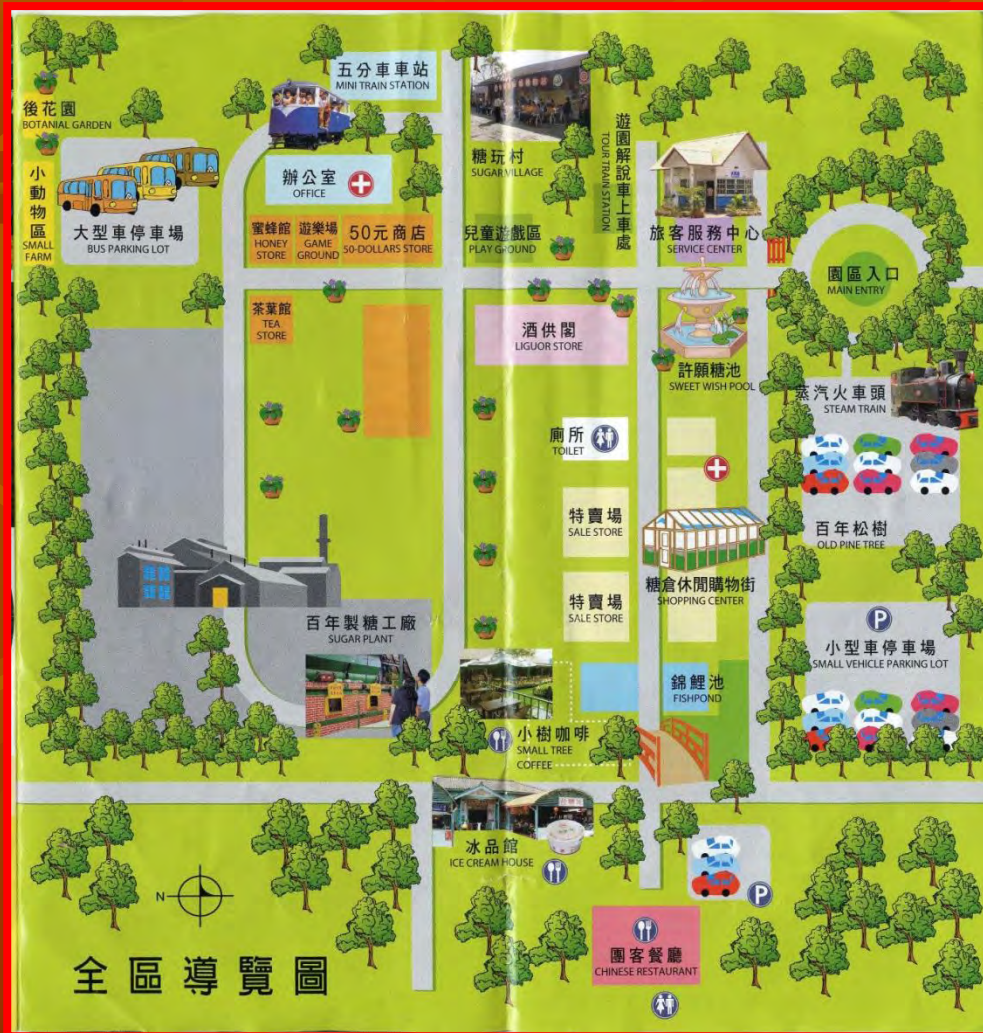 五分車車站
MINI TRAIN STATION
後花園
BOTANIAL GARDEN
小動物區
SMALL
FARM
大型車停車場
BUS PARKING LOT
辦公室
OFFICE
蜜蜂館
HONEY
STORE
遊樂場
GAME
GROUND
50元商店
50-DOLLARS STORE
糖玩村
SUGAR VILLAGE
兒童遊戲區
PLAY GROUND
遊園解說車上車處
TOUR TRAIN STATION
旅客服務中心
SERVICE CENTER
園區入口
MAIN ENTRY
茶葉館
TEA
STORE
酒供閣
LIGUOR STORE
許願糖池
SWEET WISH POOL
蒸汽火車頭
STEAM TRAIN
廁所
TOILET
特賣場
SALE STORE
百年松樹
OLD PINE TREE
糖倉休閒購物街
SHOPPING CENTER
特賣場
SALE STORE
百年製糖工廠
SUGAR PLANT
P
小型車停車場
SMALL VEHICLE PARKING LOT
錦鯉池
FISHPOND
小樹咖啡
SMALL TREE
COFFEE
冰品館
ICE CREAM HOUSE
P
N
團客餐廳
CHINESE RESTAURANT
全區導覽圖